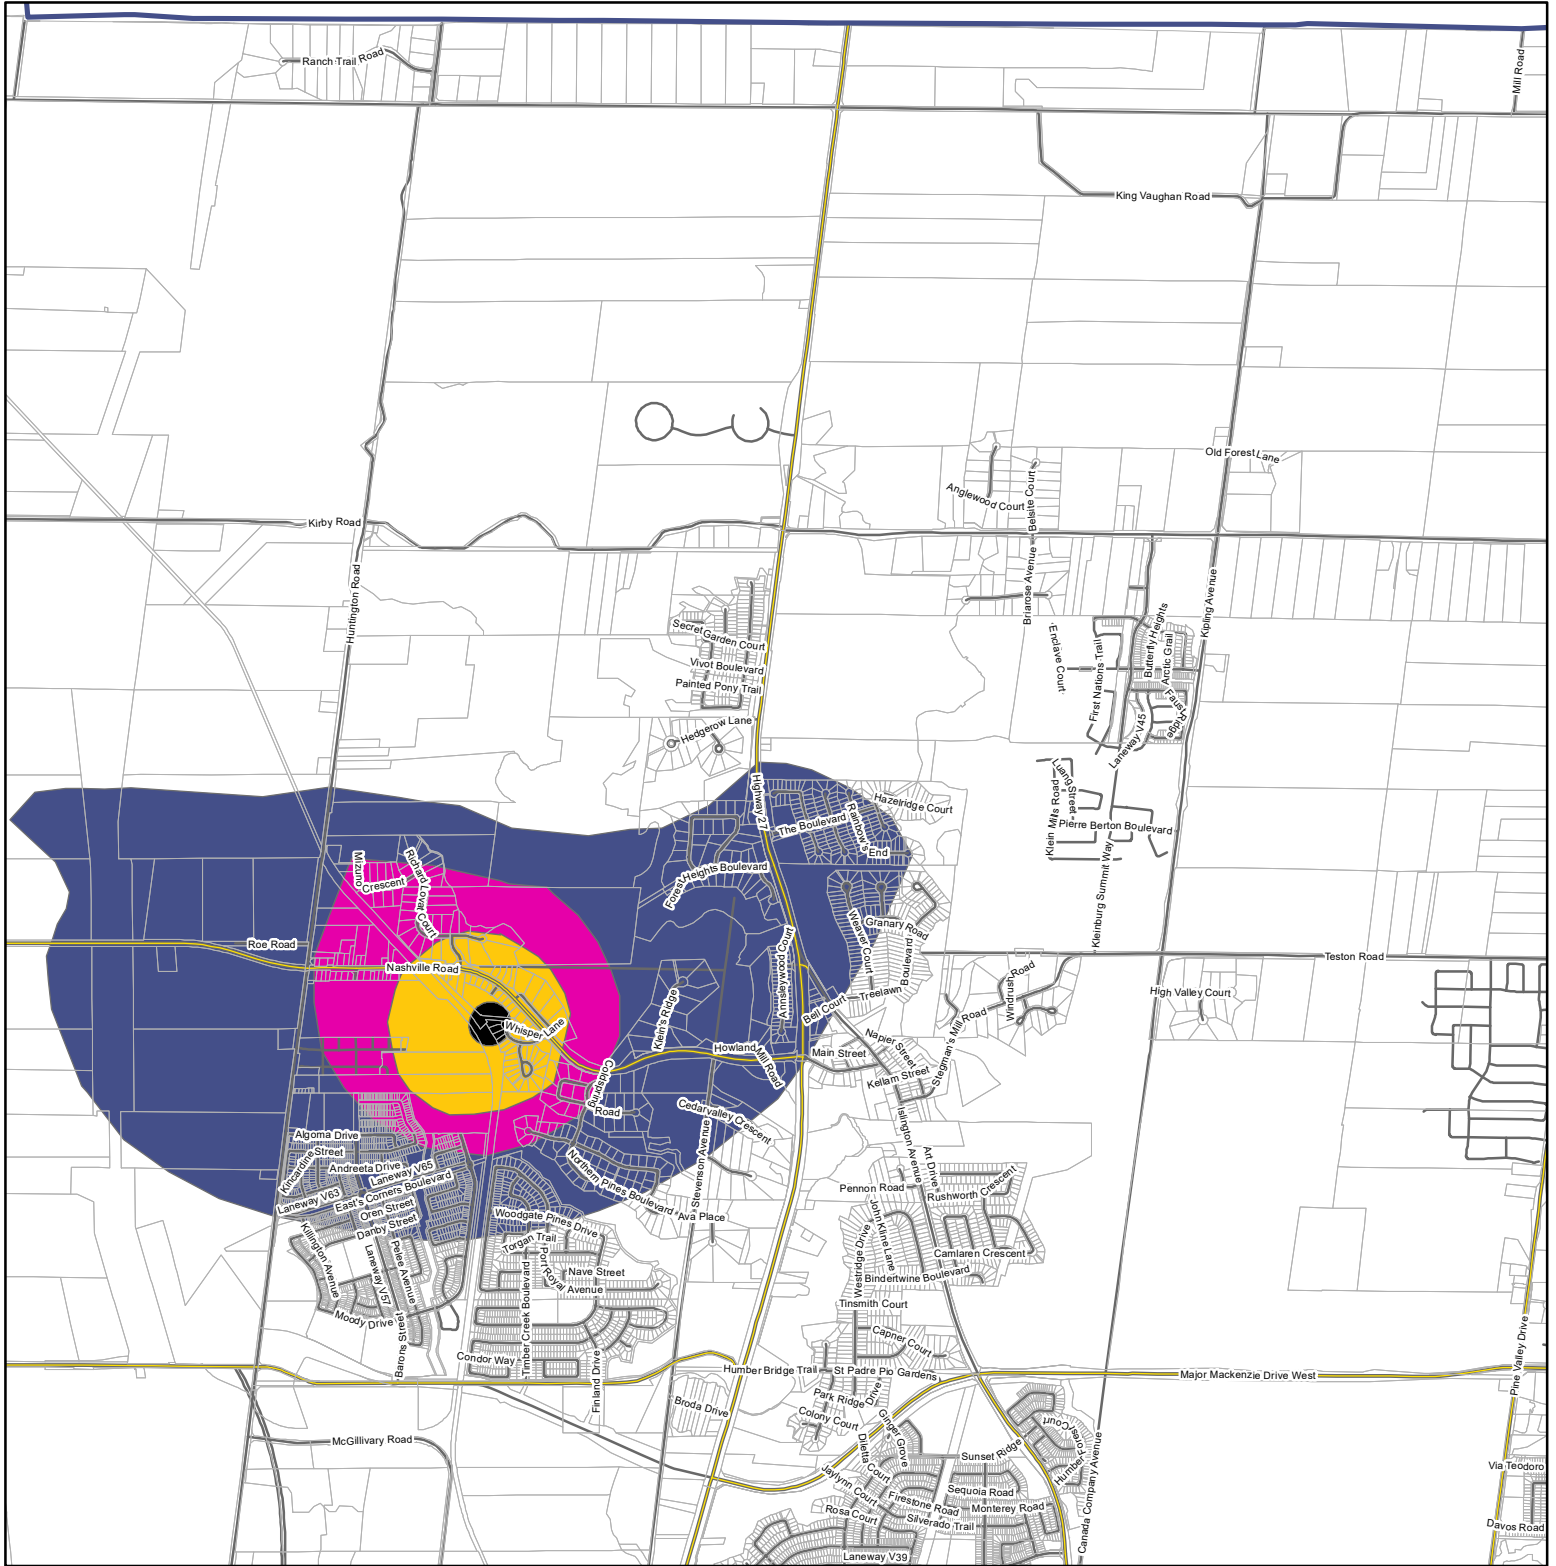 Ranch Trail Road
Mill Road
King Vaughan Road
Old Forest Lane
Anglewood Court
Belsite Court
Kirby Road
Huntington Road
Briarose Avenue
Kipling Avenue
Secret Garden Court
Vivot Boulevard
Painted Pony Trail
Enclave Court
First Nations Trail
Butterfly Heights
Arctic Grail
Faust Ridge
Laneway V45
Hedgerow Lane
Luang Street
Klein Mills Road
Pierre Berton Boulevard
Highway 27
The Boulevard
Rainbow's End
Hazelridge Court
Mizuno Crescent
Richard Lovat Court
Forest Heights Boulevard
Kleinburg Summit Way
Roe Road
Nashville Road
Weaver Court
Granary Road
Annsleywood Court
Treelawn Boulevard
Teston Road
High Valley Court
Windrush Road
Klein's Ridge
Bell Court
Whisper Lane
Stegman's Mill Road
Napier Street
Main Street
Howland Mill Road
Kellam Street
Coldspring Road
Cedarvalley Crescent
Islington Avenue
Algoma Drive
Kincardine Street
Andreeta Drive
Laneway V65
Laneway V63
East's Corners Boulevard
Oren Street
Danby Street
Northern Pines Boulevard
Stevenson Avenue
Ava Place
Art Drive
Pennon Road
Rushworth Crescent
John Kline Lane
Westridge Drive
Camlaren Crescent
Bindertwine Boulevard
Woodgate Pines Drive
Torgan Trail
Port Royal Avenue
Nave Street
Killington Avenue
Laneway V57
Pelee Avenue
Moody Drive
Barons Street
Timber Creek Boulevard
Condor Way
Finland Drive
Tinsmith Court
Capner Court
Humber Bridge Trail
St Padre Pio Gardens
Major Mackenzie Drive West
Pine Valley Drive
Park Ridge Drive
Broda Drive
Colony Court
Ginger Grove
Diletta Court
McGillivary Road
Humber Forest Court
Canada Company Avenue
Sunset Ridge
Jaylynn Court
Sequoia Road
Firestone Road
Monterey Road
Rosa Court
Silverado Trail
Laneway V39
Via Teodoro
Davos Road